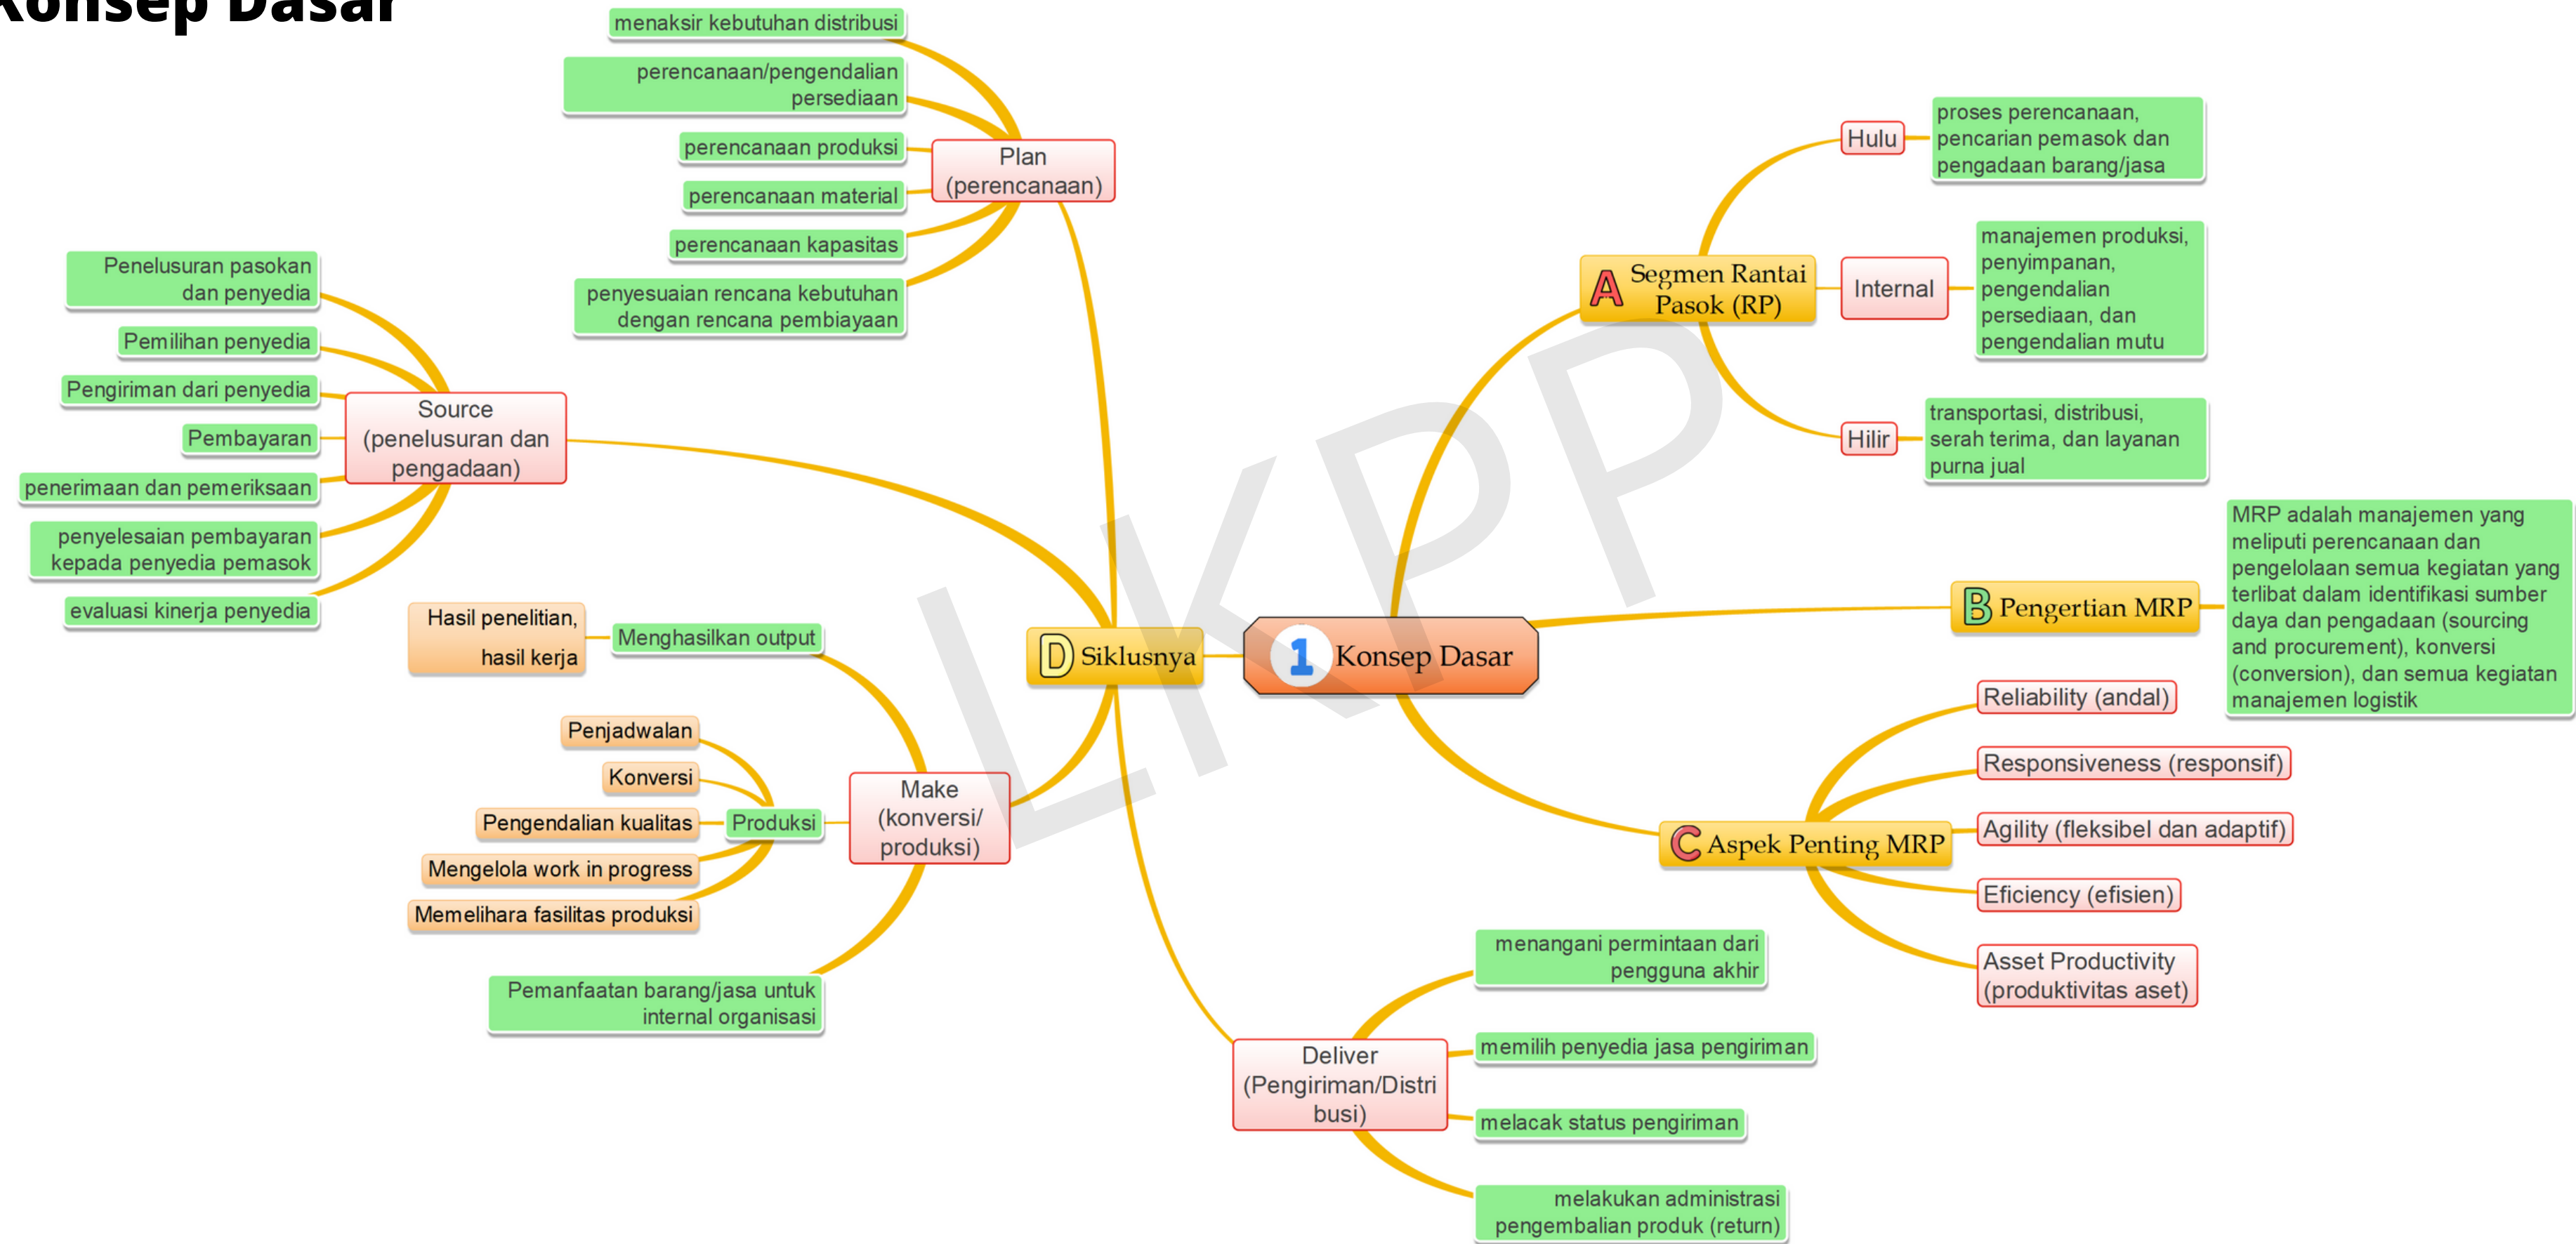 Konsep Dasar
1 Konsep Dasar
A Segmen Rantai
Pasok (RP)
Hulu
proses perencanaan,
pencarian pemasok dan
pengadaan barang/jasa
Internal
manajemen produksi,
penyimpanan,
pengendalian
persediaan, dan
pengendalian mutu
Hilir
transportasi, distribusi,
serah terima, dan layanan
purna jual
B Pengertian MRP
MRP adalah manajemen yang
meliputi perencanaan dan
pengelolaan semua kegiatan yang
terlibat dalam identifikasi sumber
daya dan pengadaan (sourcing
and procurement), konversi
(conversion), dan semua kegiatan
manajemen logistik
C Aspek Penting MRP
Reliability (andal)
Responsiveness (responsif)
Agility (fleksibel dan adaptif)
Eficiency (efisien)
Asset Productivity
(produktivitas aset)
D Siklusnya
Plan
(perencanaan)
menaksir kebutuhan distribusi
perencanaan/pengendalian
persediaan
perencanaan produksi
perencanaan material
perencanaan kapasitas
penyesuaian rencana kebutuhan
dengan rencana pembiayaan
Source
(penelusuran dan
pengadaan)
Penelusuran pasokan
dan penyedia
Pemilihan penyedia
Pengiriman dari penyedia
Pembayaran
penerimaan dan pemeriksaan
penyelesaian pembayaran
kepada penyedia pemasok
evaluasi kinerja penyedia
Make
(konversi/
produksi)
Menghasilkan output
Hasil penelitian,
hasil kerja
Produksi
Penjadwalan
Konversi
Pengendalian kualitas
Mengelola work in progress
Memelihara fasilitas produksi
Pemanfaatan barang/jasa untuk
internal organisasi
Deliver
(Pengiriman/Distri
busi)
menangani permintaan dari
pengguna akhir
memilih penyedia jasa pengiriman
melacak status pengiriman
melakukan administrasi
pengembalian produk (return)
LKPP